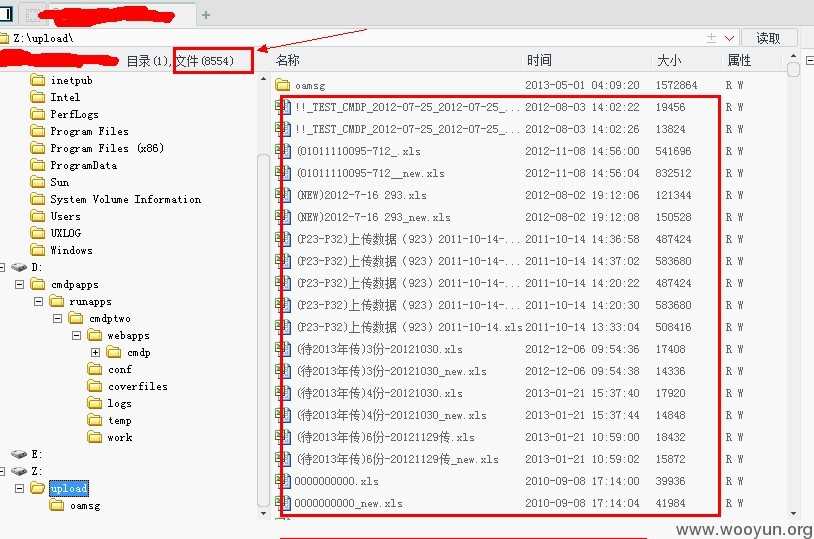 Z:\upload\ 读取
目录(1), 文件(8554) 名称 时间 大小 属性
inetpub
Intel
PerfLogs
Program Files
Program Files (x86)
ProgramData
Sun
System Volume Information
Users
UXLOG
Windows
D:
cmdpapps
runapps
cmdptwo
webapps
cmdp
conf
coverfiles
logs
temp
work
E:
Z:
upload
oamsg
oamsg 2013-05-01 04:09:20 1572864 R W
!!_TEST_CMDP_2012-07-25_2012-07-25_... 2012-08-03 14:02:22 19456 R W
!!_TEST_CMDP_2012-07-25_2012-07-25_... 2012-08-03 14:02:26 13824 R W
(01011110095-712_.xls 2012-11-08 14:56:00 541696 R W
(01011110095-712__new.xls 2012-11-08 14:56:04 832512 R W
(NEW)2012-7-16 293.xls 2012-08-02 19:12:06 121344 R W
(NEW)2012-7-16 293_new.xls 2012-08-02 19:12:08 150528 R W
(P23-P32)上传数据（923）2011-10-14-... 2011-10-14 14:36:58 487424 R W
(P23-P32)上传数据（923）2011-10-14-... 2011-10-14 14:37:02 583680 R W
(P23-P32)上传数据（923）2011-10-14-... 2011-10-14 14:20:22 487424 R W
(P23-P32)上传数据（923）2011-10-14-... 2011-10-14 14:20:30 583680 R W
(P23-P32)上传数据（923）2011-10-14.xls 2011-10-14 13:33:04 508416 R W
(待2013年传)3份-20121030.xls 2012-12-06 09:54:36 17408 R W
(待2013年传)3份-20121030_new.xls 2012-12-06 09:54:38 14336 R W
(待2013年传)4份-20121030.xls 2013-01-21 15:37:40 17920 R W
(待2013年传)4份-20121030_new.xls 2013-01-21 15:37:44 14848 R W
(待2013年传)6份-20121129传.xls 2013-01-21 10:59:00 18432 R W
(待2013年传)6份-20121129传_new.xls 2013-01-21 10:59:02 15872 R W
0000000000.xls 2010-09-08 17:14:00 39936 R W
0000000000_new.xls 2010-09-08 17:14:04 41984 R W
www.wooyun.org